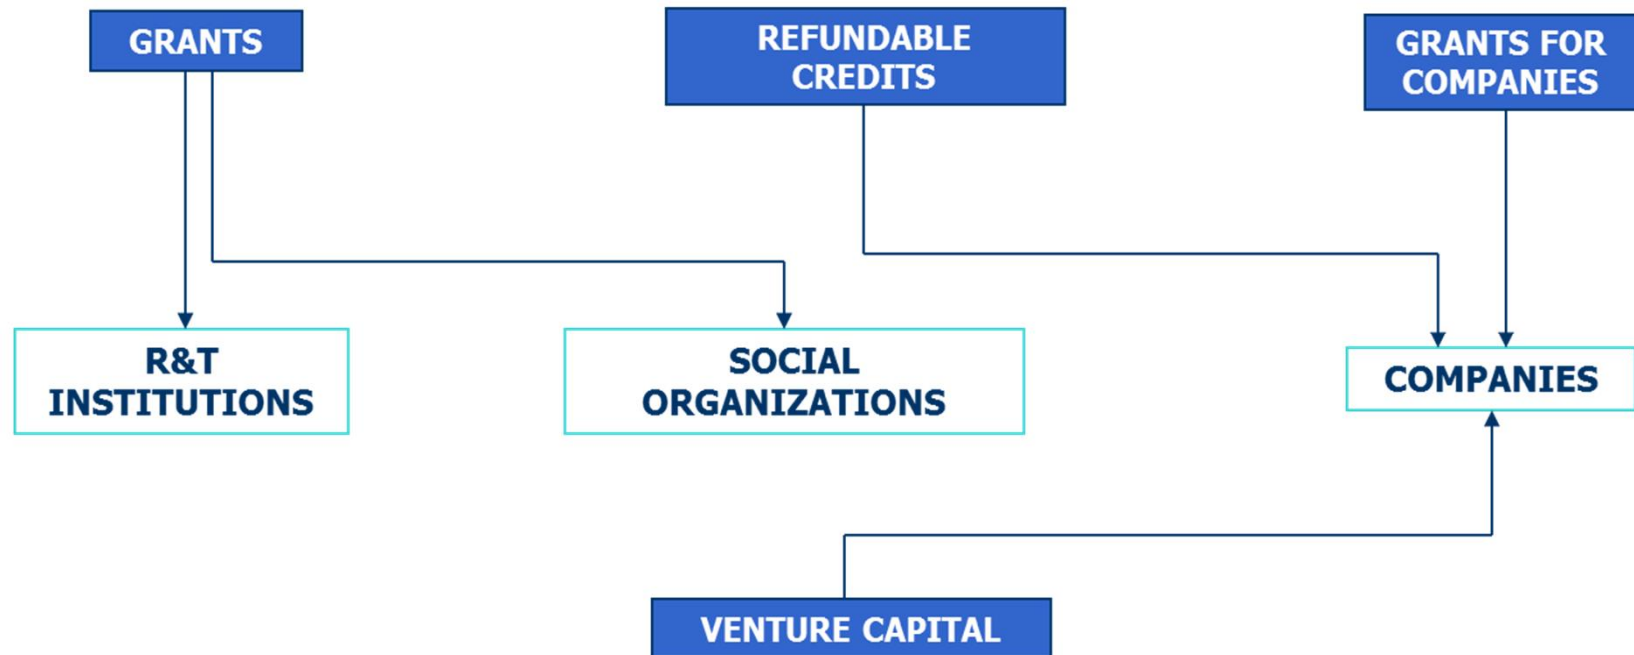 GRANTS
REFUNDABLE
CREDITS
GRANTS FOR
COMPANIES
R&T
INSTITUTIONS
SOCIAL
ORGANIZATIONS
COMPANIES
VENTURE CAPITAL